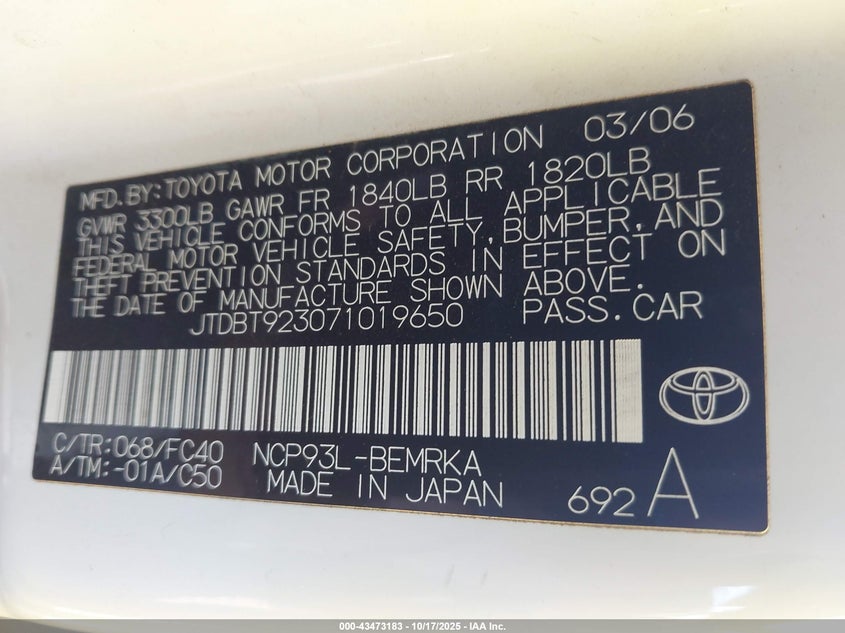 MFD.BY:TOYOTA MOTOR CORPORATION 03/06
GVWR 3300LB GAWR FR 1840LB RR 1820LB
THIS VEHICLE CONFORMS TO ALL APPLICABLE
FEDERAL MOTOR VEHICLE SAFETY,BUMPER,AND
THEFT PREVENTION STANDARDS IN EFFECT ON
THE DATE OF MANUFACTURE SHOWN ABOVE.
JTDBT923071019650 PASS.CAR
C/TR:068/FC40 NCP93L-BEMRKA
A/TM:-01A/C50 MADE IN JAPAN 692 A
000-43473183 - 10/17/2025 - IAA Inc.